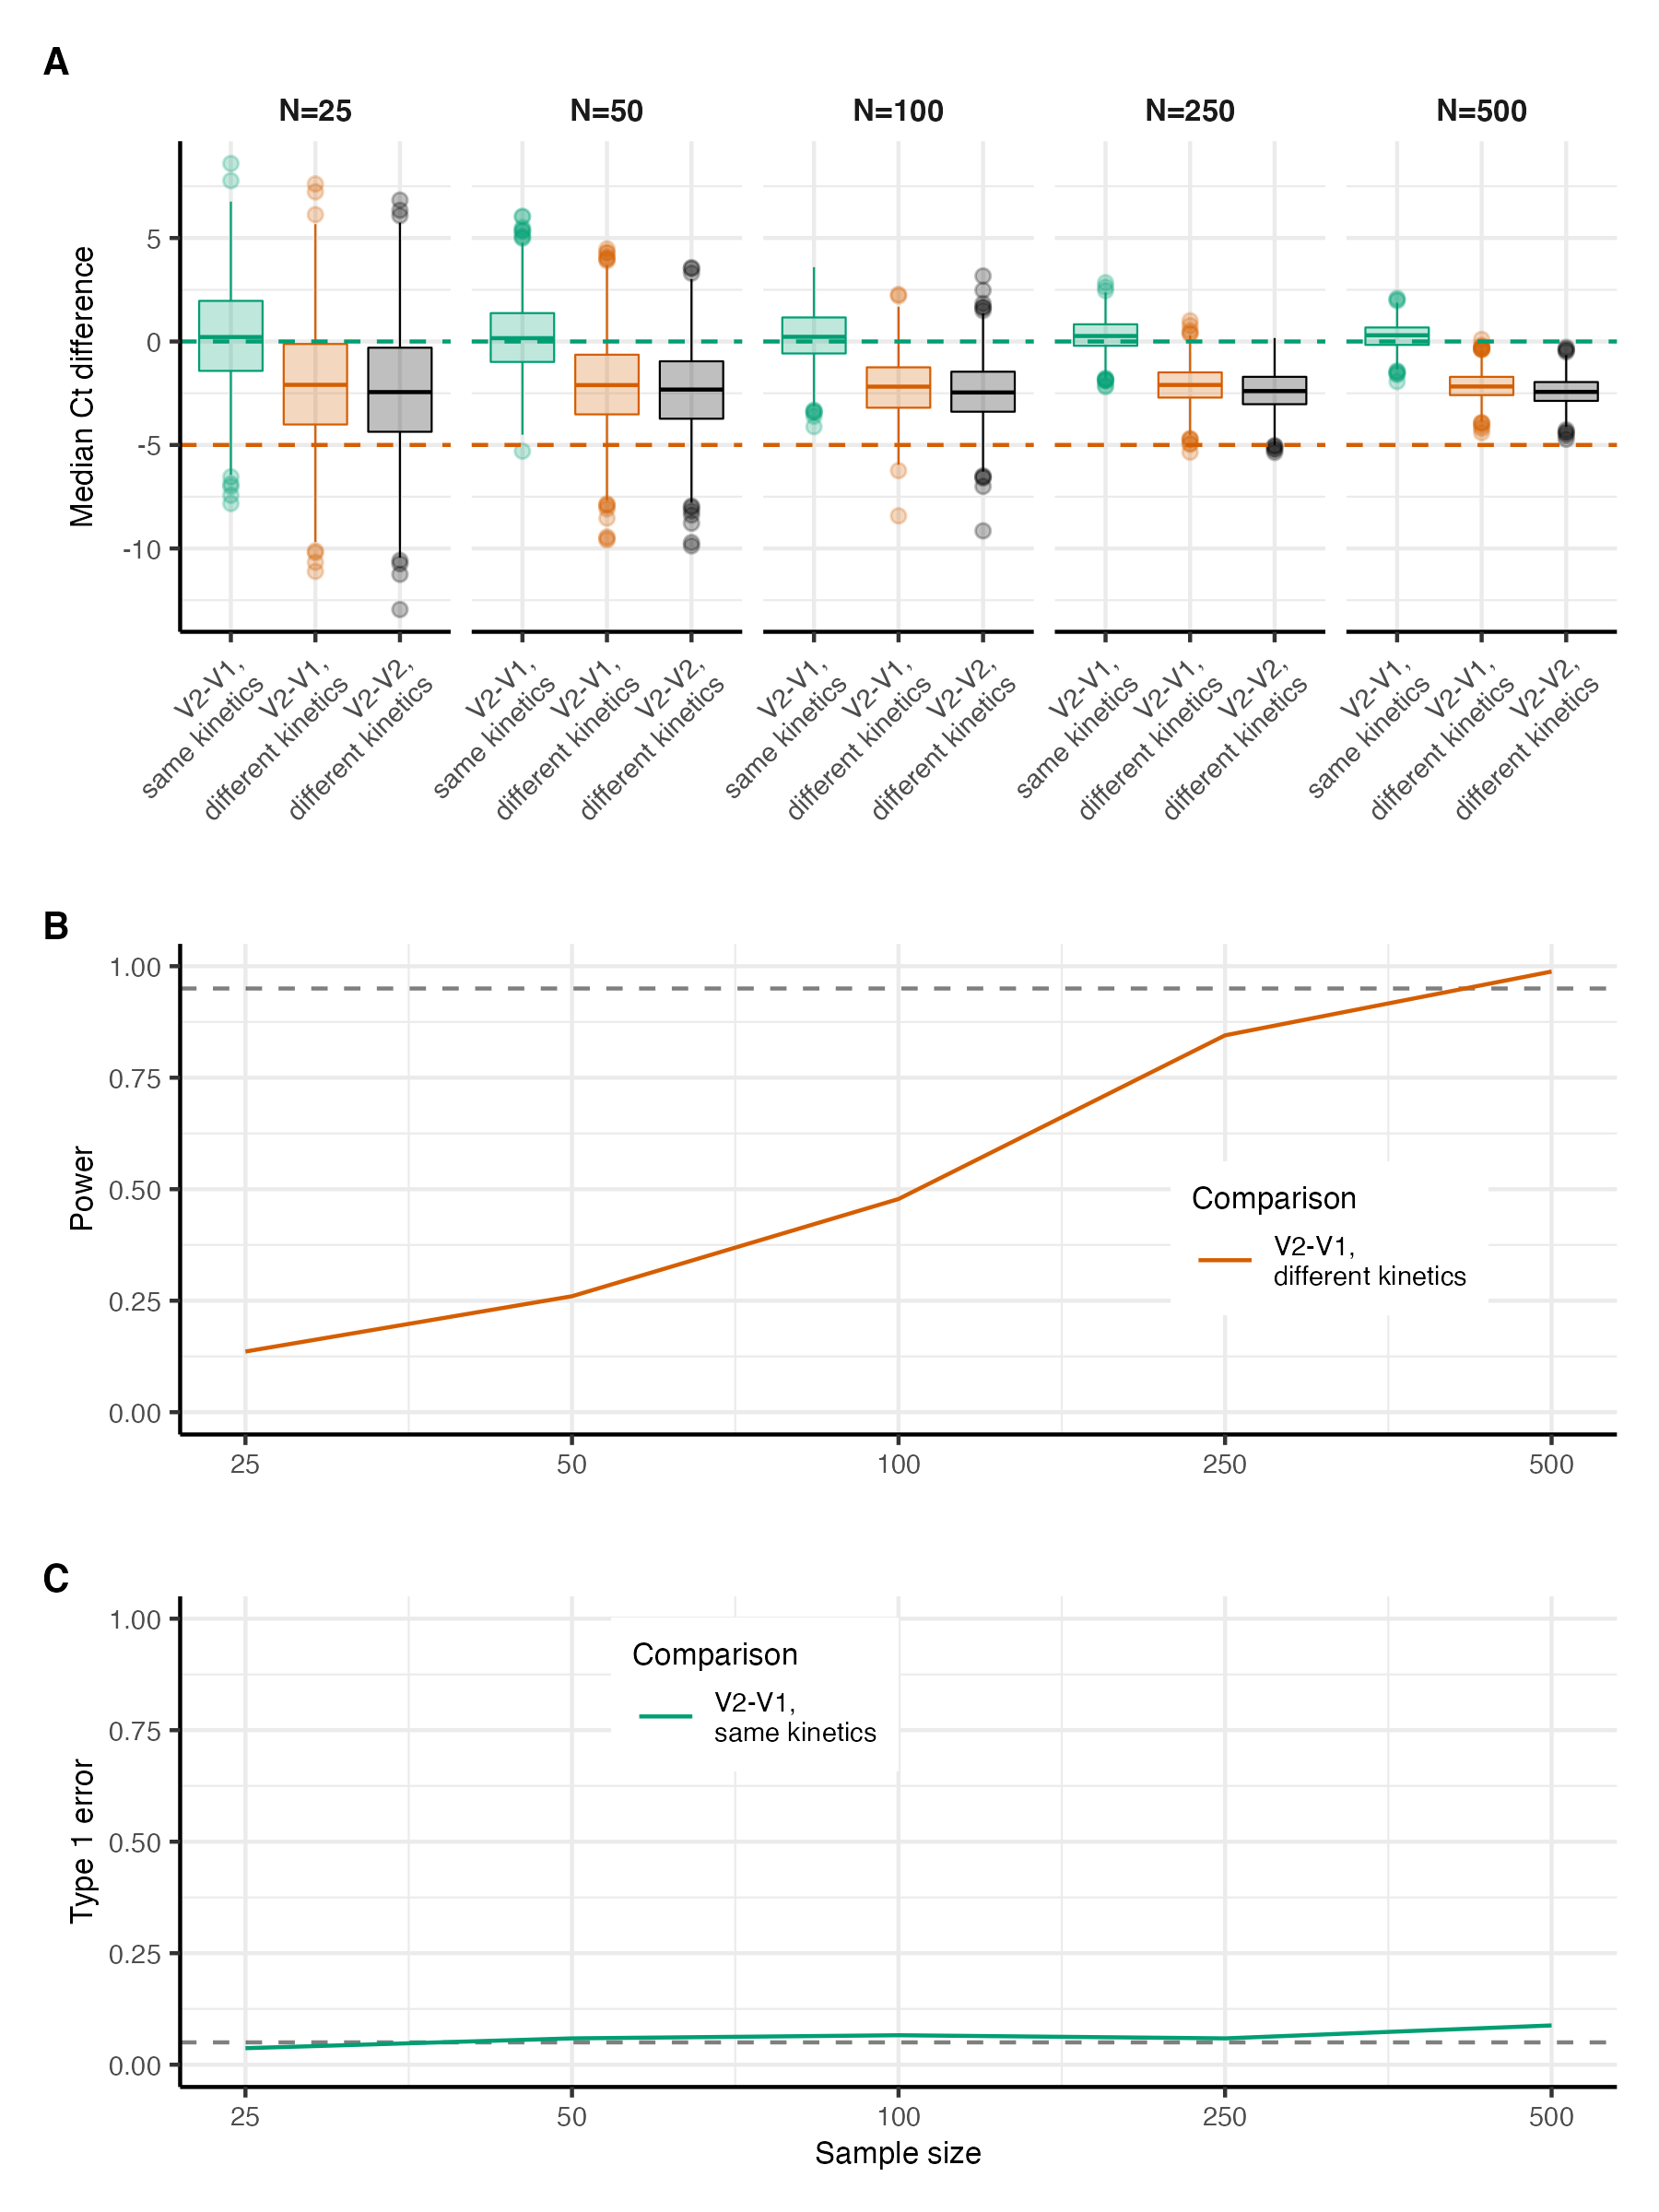 A
N=25 N=50 N=100 N=250 N=500
Median Ct difference
5
0
-5
-10
V2-V1,
same kinetics
V2-V1,
different kinetics
V2-V2,
different kinetics
V2-V1,
same kinetics
V2-V1,
different kinetics
V2-V2,
different kinetics
V2-V1,
same kinetics
V2-V1,
different kinetics
V2-V2,
different kinetics
V2-V1,
same kinetics
V2-V1,
different kinetics
V2-V2,
different kinetics
V2-V1,
same kinetics
V2-V1,
different kinetics
V2-V2,
different kinetics
B
Power
1.00
0.75
0.50
0.25
0.00
Comparison
V2-V1,
different kinetics
25 50 100 250 500
C
Type 1 error
1.00
0.75
0.50
0.25
0.00
Comparison
V2-V1,
same kinetics
25 50 100 250 500
Sample size